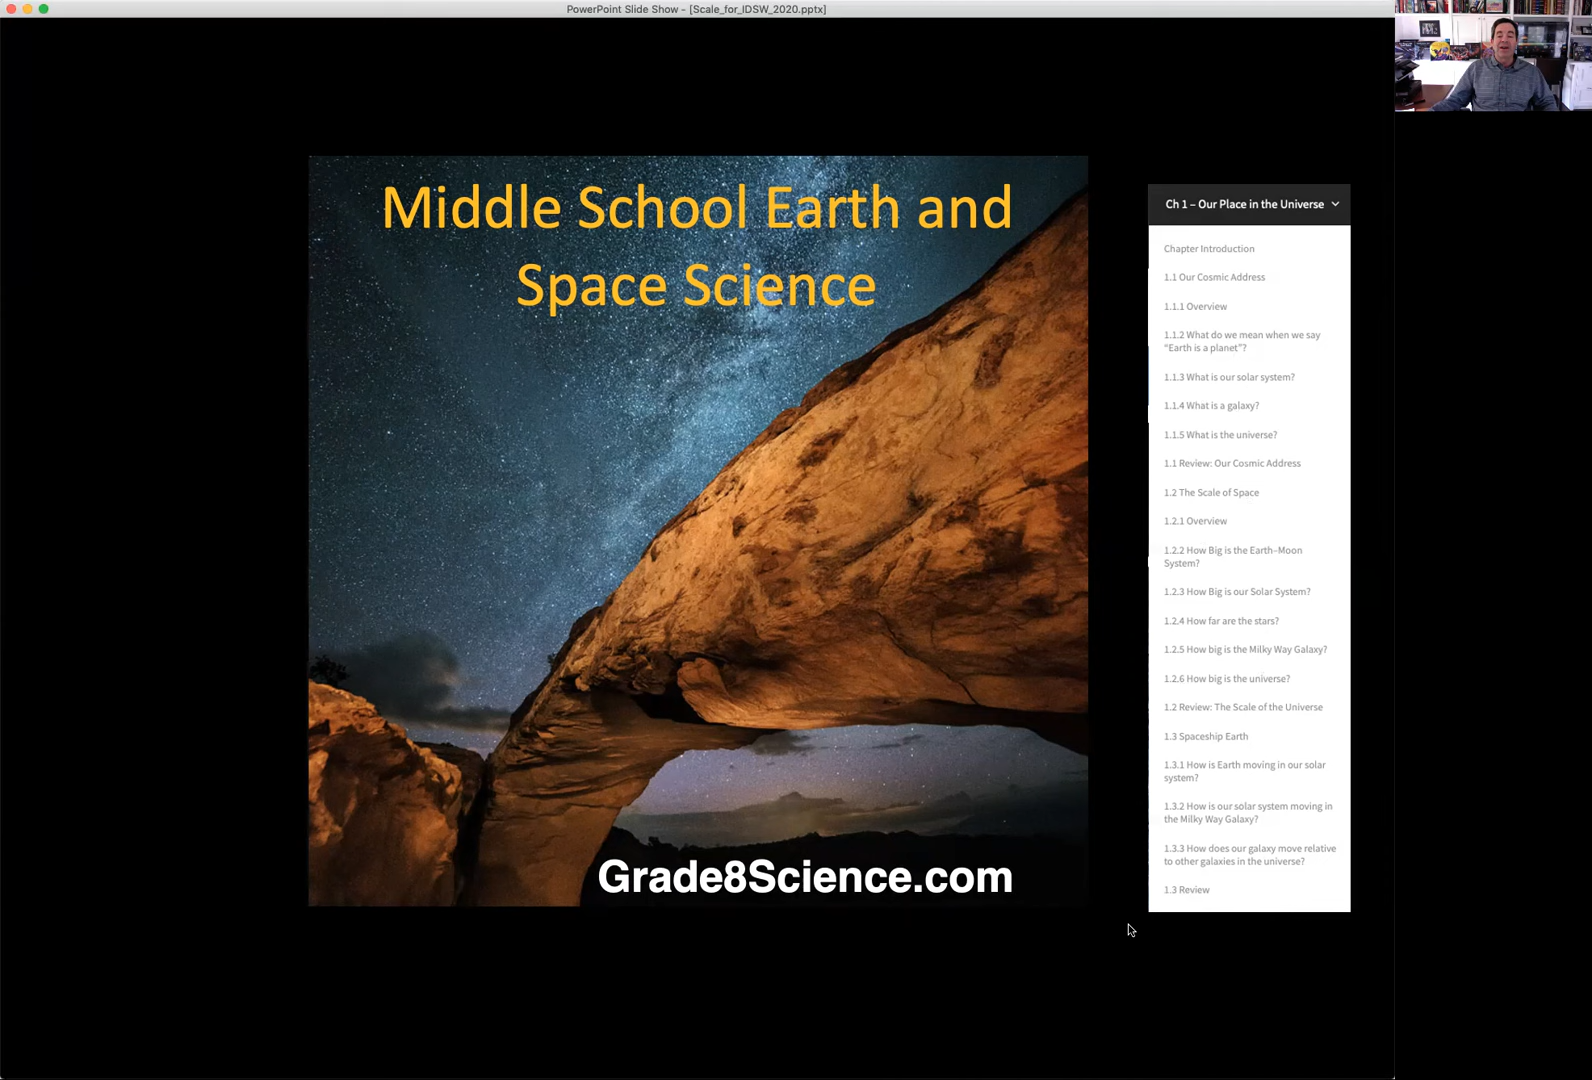 PowerPoint Slide Show - [Scale_for_IDSW_2020.pptx]
Middle School Earth and
Space Science
Grade8Science.com
Ch 1 – Our Place in the Universe
Chapter Introduction
1.1 Our Cosmic Address
1.1.1 Overview
1.1.2 What do we mean when we say
“Earth is a planet”?
1.1.3 What is our solar system?
1.1.4 What is a galaxy?
1.1.5 What is the universe?
1.1 Review: Our Cosmic Address
1.2 The Scale of Space
1.2.1 Overview
1.2.2 How Big is the Earth–Moon
System?
1.2.3 How Big is our Solar System?
1.2.4 How far are the stars?
1.2.5 How big is the Milky Way Galaxy?
1.2.6 How big is the universe?
1.2 Review: The Scale of the Universe
1.3 Spaceship Earth
1.3.1 How is Earth moving in our solar
system?
1.3.2 How is our solar system moving in
the Milky Way Galaxy?
1.3.3 How does our galaxy move relative
to other galaxies in the universe?
1.3 Review